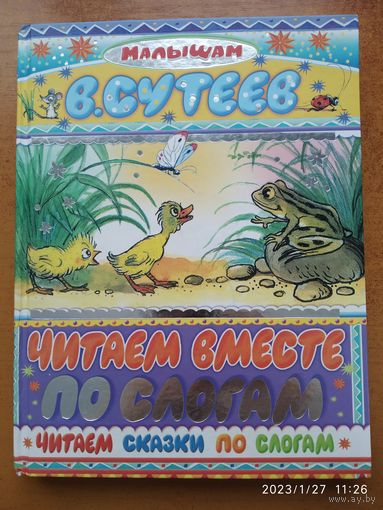 МАЛЫШАМ
В.СУТЕЕВ
ЧИТАЕМ ВМЕСТЕ
ПО СЛОГАМ
ЧИТАЕМ СКАЗКИ ПО СЛОГАМ
2023/1/27 11:26
ay.by